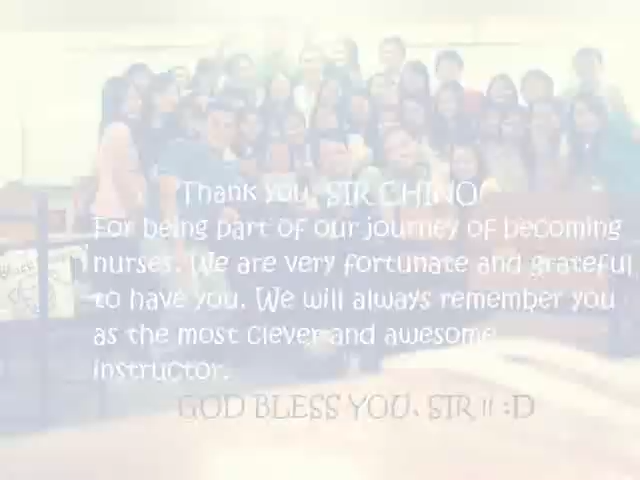 Thank you, SIR CHINO!
For being part of our journey of becoming
nurses. We are very fortunate and grateful
to have you. We will always remember you
as the most clever and awesome
instructor.
GOD BLESS YOU, SIR !! :D